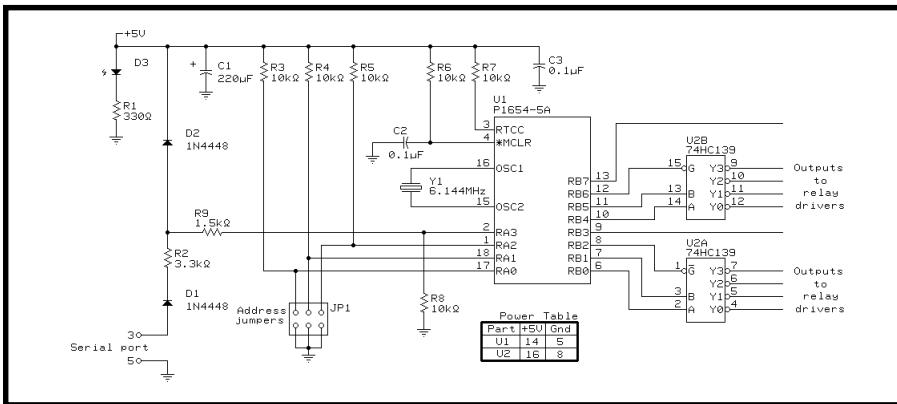 +5V
D3
R1
330Ω
D2
1N4448
+
C1
220µF
R3
10kΩ
R4
10kΩ
R5
10kΩ
R6
10kΩ
R7
10kΩ
C3
0.1µF
U1
P1654-5A
C2
0.1µF
3 RTCC
4 *MCLR
16 OSC1
Y1
6.144MHz
15 OSC2
2 RA3
1 RA2
18 RA1
17 RA0
RB7 13
RB6 12
RB5 11
RB4 10
RB3 9
RB2 8
RB1 7
RB0 6
U2B
74HC139
15 G Y3 9
Y2 10
13 B Y1 11
14 A Y0 12
Outputs
to
relay
drivers
U2A
74HC139
1 G Y3 7
Y2 6
3 B Y1 5
2 A Y0 4
Outputs
to
relay
drivers
R9
1.5kΩ
R2
3.3kΩ
D1
1N4448
3
Serial port
5
Address
jumpers
JP1
R8
10kΩ
Power Table
Part +5V Gnd
U1 14 5
U2 16 8